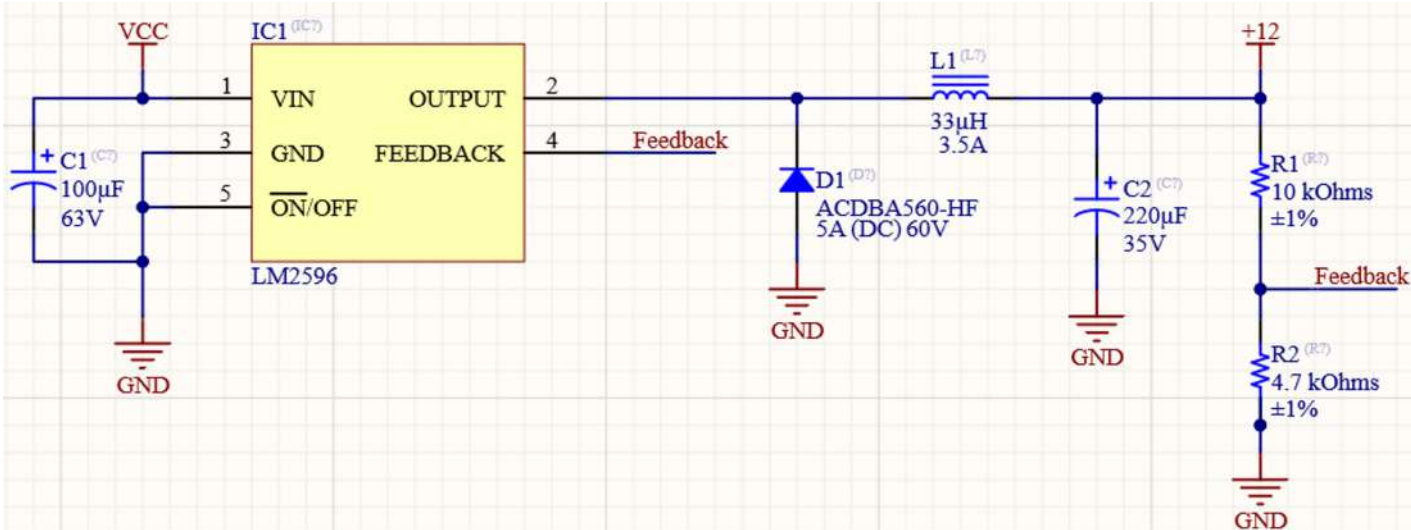 VCC
IC1 (IC?)
1
VIN
OUTPUT
2
3
GND
FEEDBACK
4
Feedback
5
ON/OFF
LM2596
C1 (C?)
100µF
63V
GND
L1 (L?)
33µH
3.5A
D1 (D?)
ACDBA560-HF
5A (DC) 60V
GND
C2 (C?)
220µF
35V
GND
+12
R1 (R?)
10 kOhms
±1%
Feedback
R2 (R?)
4.7 kOhms
±1%
GND